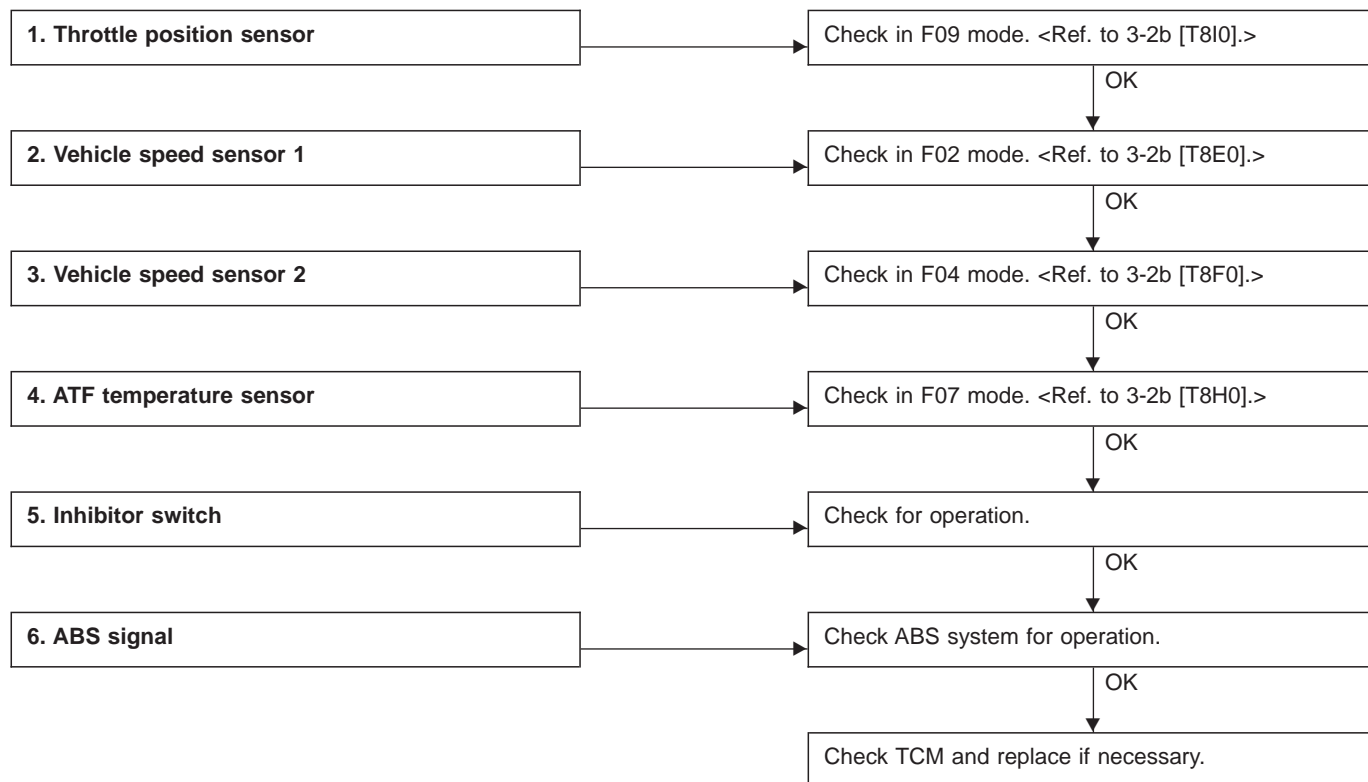 1. Throttle position sensor
Check in F09 mode. <Ref. to 3-2b [T8I0].>
OK
2. Vehicle speed sensor 1
Check in F02 mode. <Ref. to 3-2b [T8E0].>
OK
3. Vehicle speed sensor 2
Check in F04 mode. <Ref. to 3-2b [T8F0].>
OK
4. ATF temperature sensor
Check in F07 mode. <Ref. to 3-2b [T8H0].>
OK
5. Inhibitor switch
Check for operation.
OK
6. ABS signal
Check ABS system for operation.
OK
Check TCM and replace if necessary.